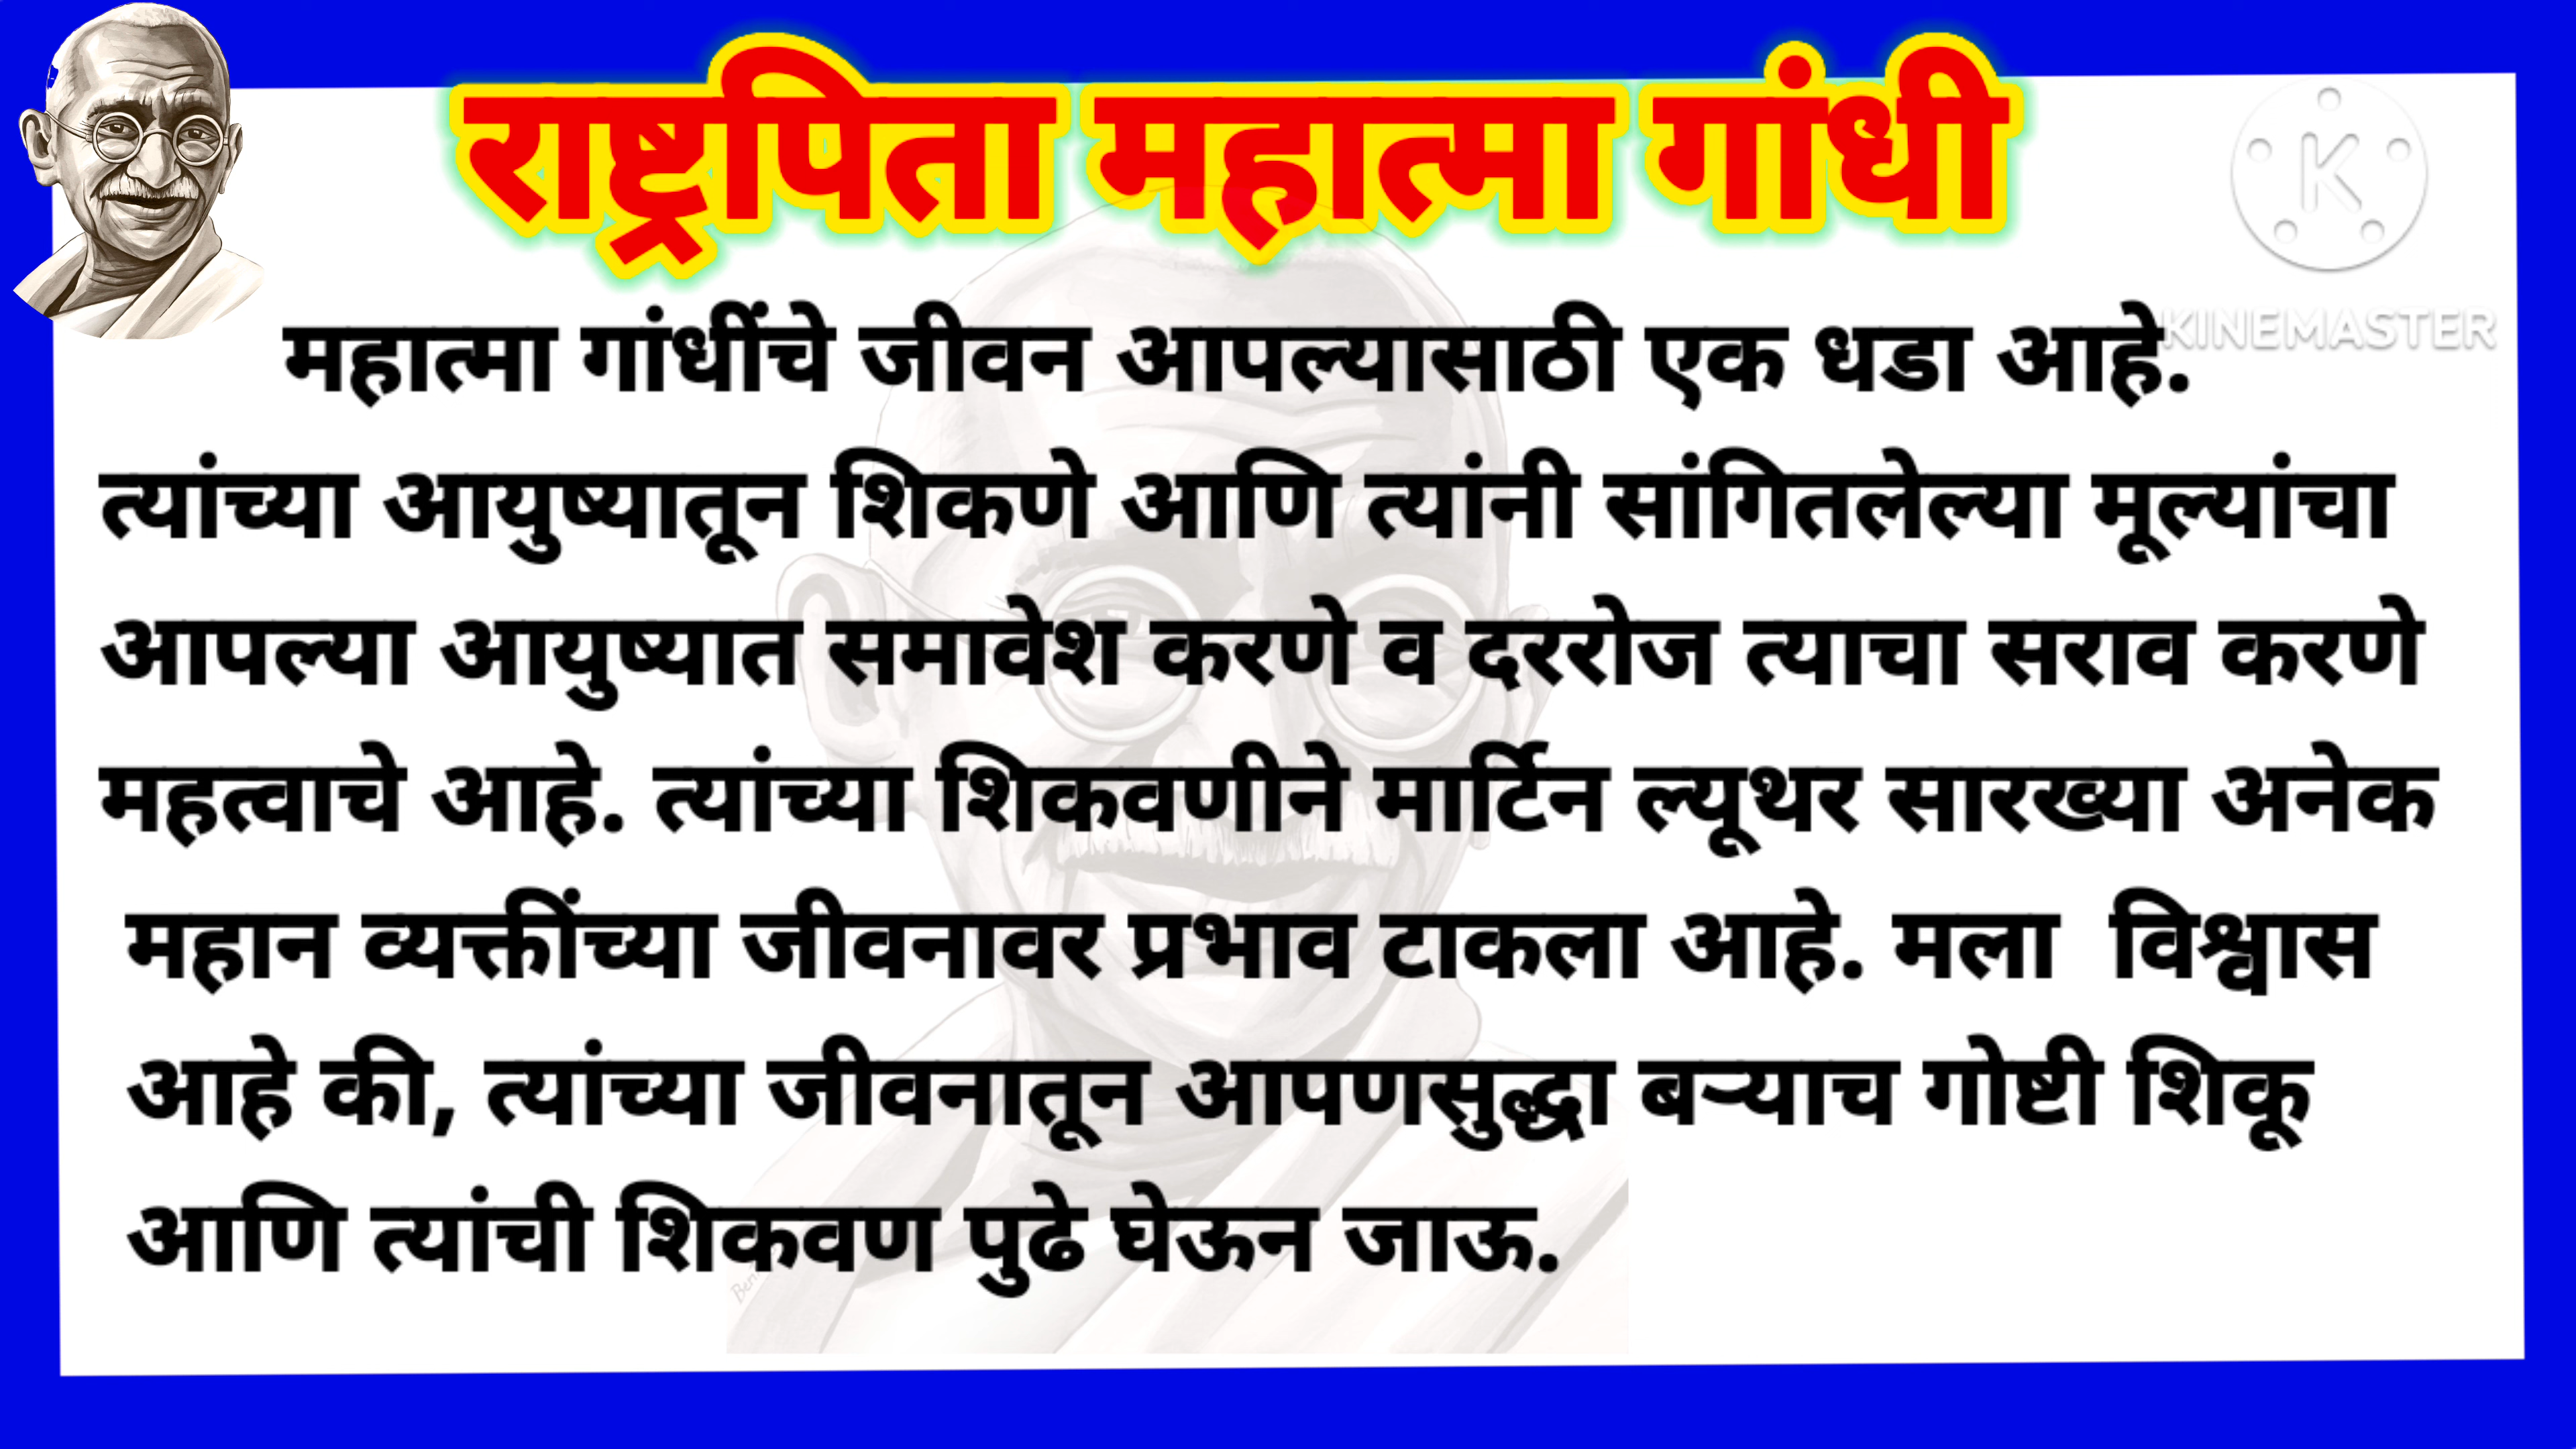 राष्ट्रपिता महात्मा गांधी
KINEMASTER
महात्मा गांधींचे जीवन आपल्यासाठी एक धडा आहे.
त्यांच्या आयुष्यातून शिकणे आणि त्यांनी सांगितलेल्या मूल्यांचा
आपल्या आयुष्यात समावेश करणे व दररोज त्याचा सराव करणे
महत्वाचे आहे. त्यांच्या शिकवणीने मार्टिन ल्यूथर सारख्या अनेक
महान व्यक्तींच्या जीवनावर प्रभाव टाकला आहे. मला विश्वास
आहे की, त्यांच्या जीवनातून आपणसुद्धा बऱ्याच गोष्टी शिकू
आणि त्यांची शिकवण पुढे घेऊन जाऊ.